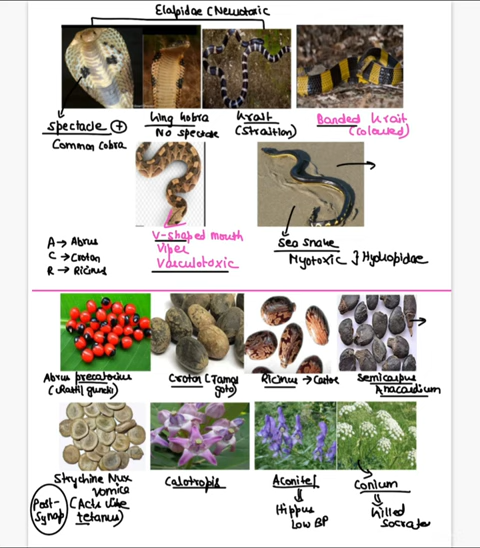 Elapidae (Neurotoxic
Spectacle (+)
Common Cobra
King Kobra
No spectacle
Krait
(Straition)
Banded Krait
(Coloured)
A → Abrus
C → Croton
R → Ricinus
V-shaped mouth
Viper
Vasculotoxic
Sea snake
Myotoxic } Hydropidae
Abrus precatorius
(Ratti/gunchi)
Croton (Jamal
gota)
Ricinus → Castor
Semicarpus
Anacardium
Strychine Nux
Vomica
(Acts like
tetanus)
Post-
Synap
Calotropis
Aconite!
Hippus
Low BP
Conium
Killed
Socrates